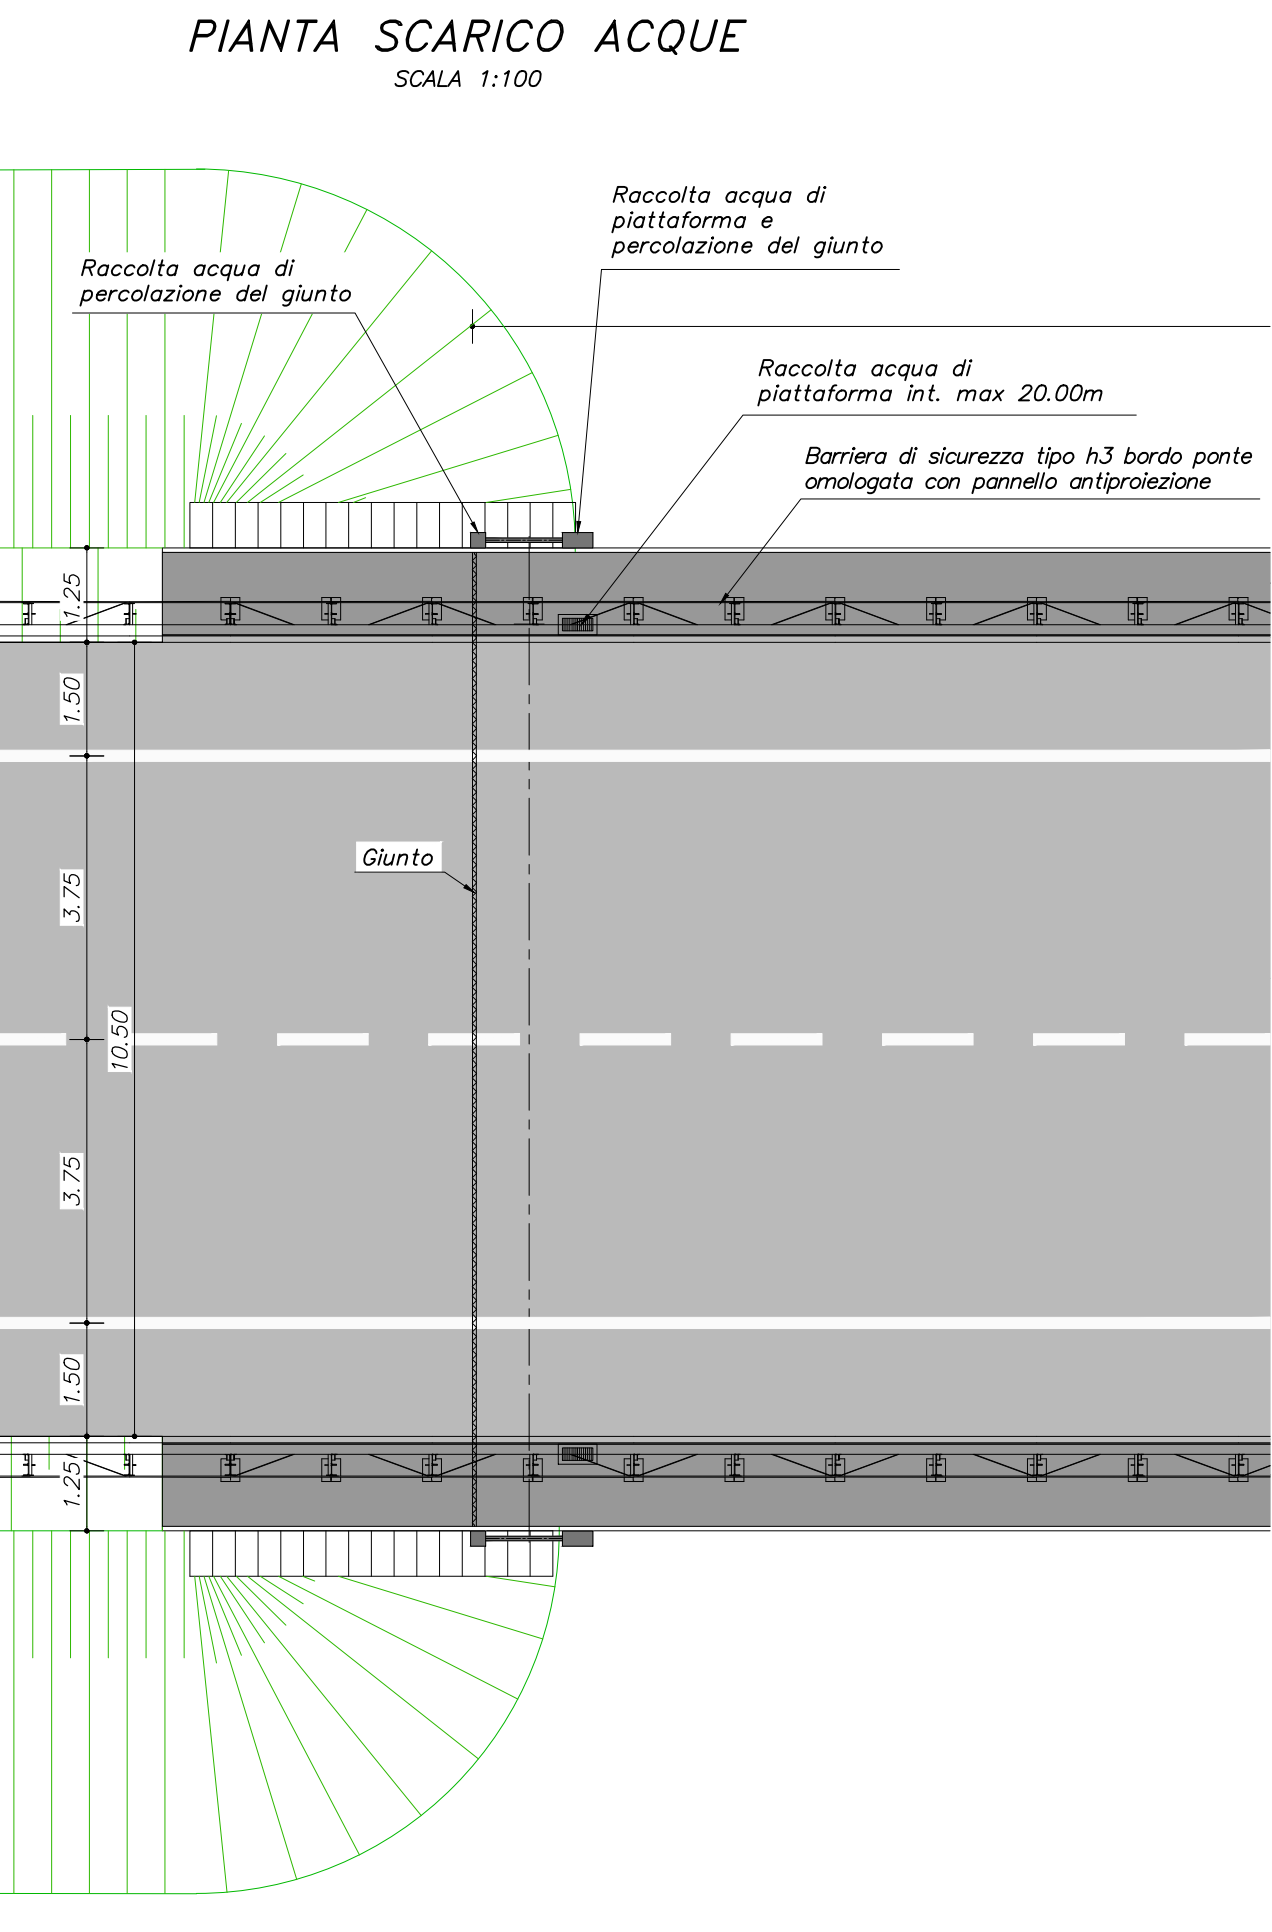 PIANTA SCARICO ACQUE
SCALA 1:100
Raccolta acqua di
piattaforma e
percolazione del giunto
Raccolta acqua di
percolazione del giunto
Raccolta acqua di
piattaforma int. max 20.00m
Barriera di sicurezza tipo h3 bordo ponte
omologata con pannello antiproiezione
1.25
1.50
3.75
Giunto
10.50
3.75
1.50
1.25